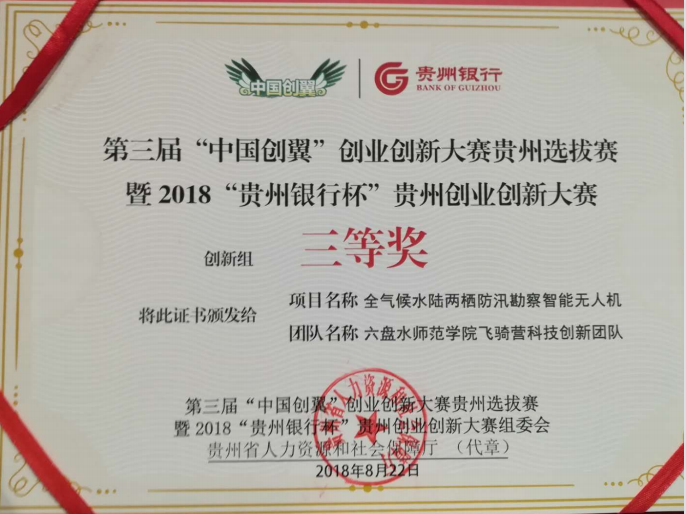 中国创翼
贵州银行
BANK OF GUIZHOU
第三届“中国创翼”创业创新大赛贵州选拔赛
暨2018“贵州银行杯”贵州创业创新大赛
创新组
三等奖
将此证书颁发给
项目名称 全气候水陆两栖防汛勘察智能无人机
团队名称 六盘水师范学院飞骑营科技创新团队
第三届“中国创翼”创业创新大赛贵州选拔赛
暨2018“贵州银行杯”贵州创业创新大赛组委会
贵州省人力资源和社会保障厅 (代章)
2018年8月22日